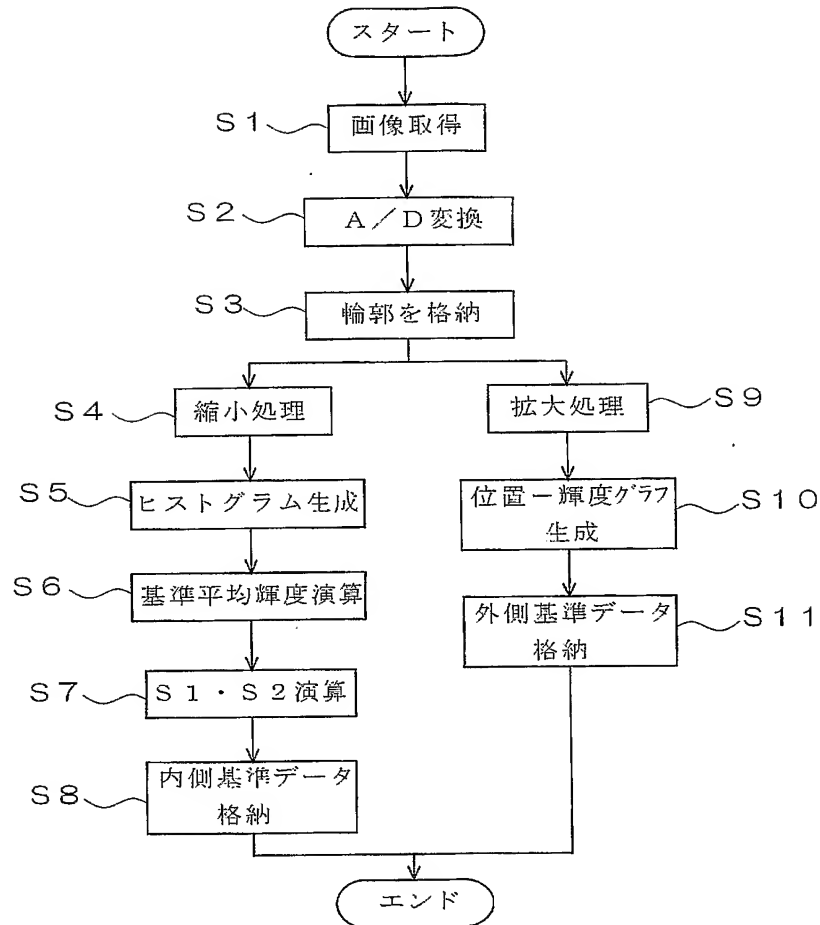 スタート
S1
画像取得
S2
A/D変換
S3
輪郭を格納
S4
縮小処理
S5
ヒストグラム生成
S6
基準平均輝度演算
S7
S1・S2演算
S8
内側基準データ
格納
S9
拡大処理
S10
位置ー輝度グラフ
生成
S11
外側基準データ
格納
エンド